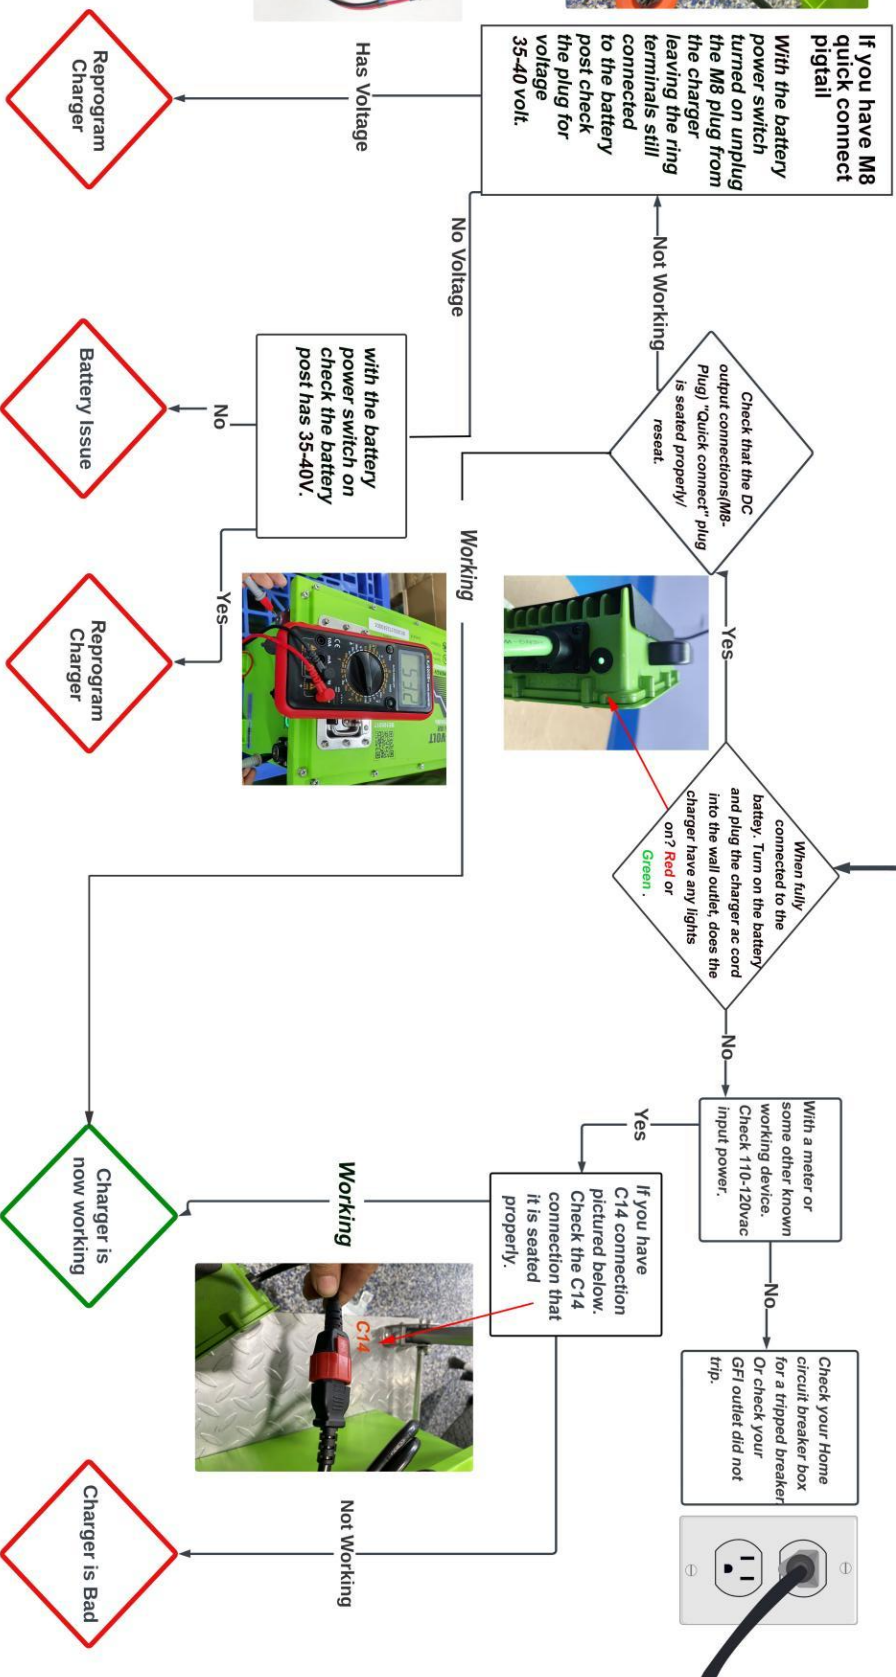 When fully
connected to the
battey. Turn on the battery
and plug the charger ac cord
into the wall outlet, does the
charger have any lights
on? Red or
Green .
Yes
No
Check that the DC
output connections(M8-
Plug) "Quick connect" plug
is seated properly/
reseat.
Not Working
Working
If you have M8
quick connect
pigtail
With the battery
power switch
turned on unplug
the M8 plug from
the charger
leaving the ring
terminals still
connected
to the battery
post check
the plug for
voltage
35-40 volt.
Has Voltage
No Voltage
Reprogram
Charger
with the battery
power switch on
check the battery
post has 35-40V.
No
Yes
Battery Issue
Reprogram
Charger
VOLT
With a meter or
some other known
working device.
Check 110-120vac
input power.
Yes
No
Check your Home
circuit breaker box
for a tripped breaker.
Or check your
GFI outlet did not
trip.
If you have
C14 connection
pictured below.
Check the C14
connection that
it is seated
properly.
C14
Working
Not Working
Charger is
now working
Charger is Bad